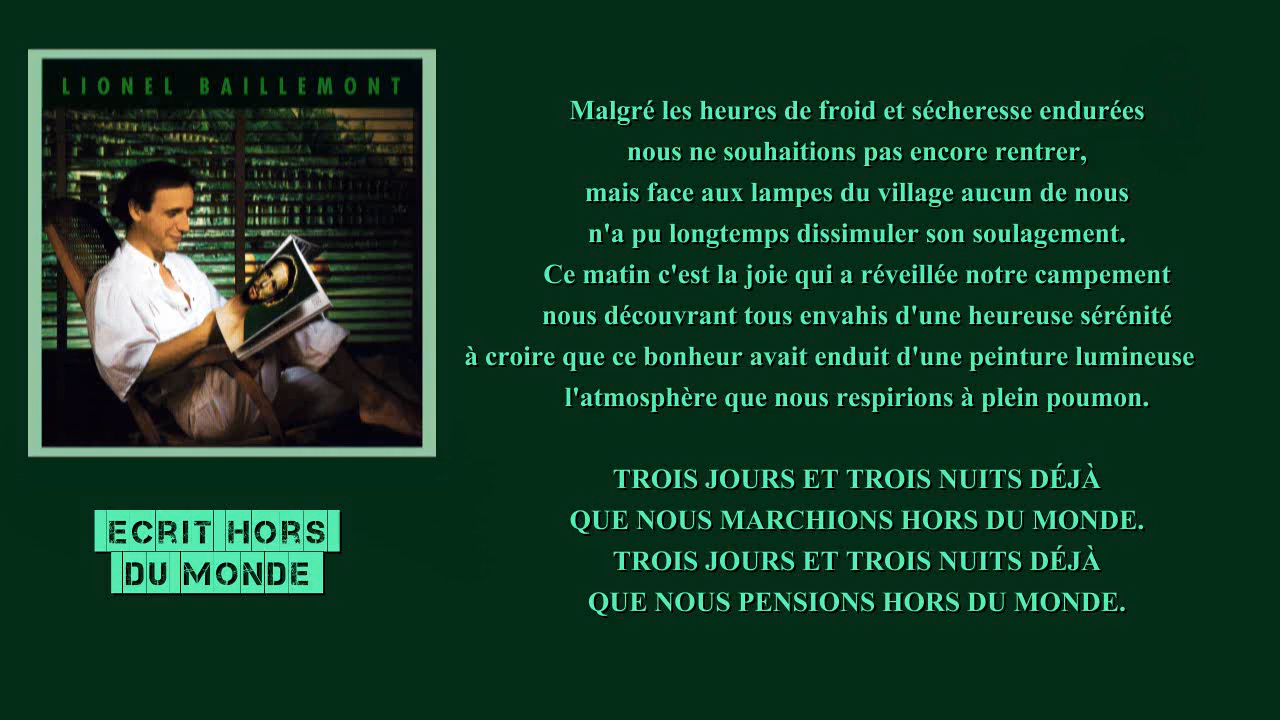 LIONEL BAILLEMONT
ECRIT HORS
DU MONDE
Malgré les heures de froid et sécheresse endurées
nous ne souhaitions pas encore rentrer,
mais face aux lampes du village aucun de nous
n'a pu longtemps dissimuler son soulagement.
Ce matin c'est la joie qui a réveillée notre campement
nous découvrant tous envahis d'une heureuse sérénité
à croire que ce bonheur avait enduit d'une peinture lumineuse
l'atmosphère que nous respirions à plein poumon.
TROIS JOURS ET TROIS NUITS DÉJÀ
QUE NOUS MARCHIONS HORS DU MONDE.
TROIS JOURS ET TROIS NUITS DÉJÀ
QUE NOUS PENSIONS HORS DU MONDE.